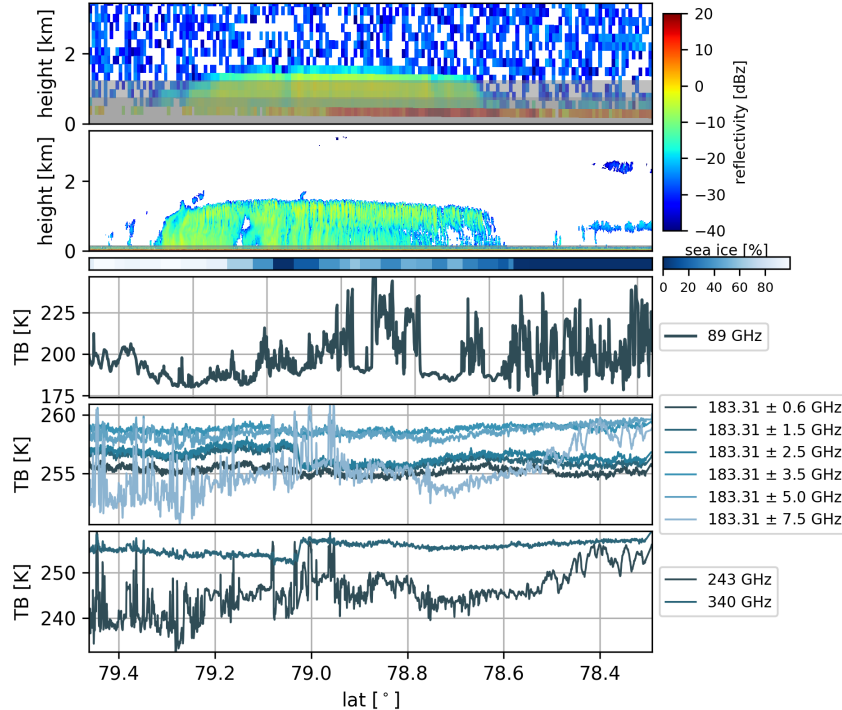 height [km]
2
0
20
10
0
−10
−20
−30
−40
reflectivity [dBz]
height [km]
2
0
sea ice [%]
0 20 40 60 80
TB [K]
225
200
175
89 GHz
TB [K]
260
255
183.31 ± 0.6 GHz
183.31 ± 1.5 GHz
183.31 ± 2.5 GHz
183.31 ± 3.5 GHz
183.31 ± 5.0 GHz
183.31 ± 7.5 GHz
TB [K]
250
240
243 GHz
340 GHz
79.4 79.2 79.0 78.8 78.6 78.4
lat [°]